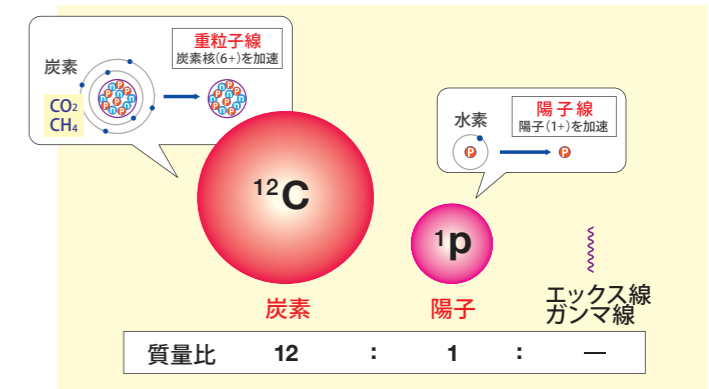 重粒子線
炭素核(6+)を加速
炭素
CO2
CH4
陽子線
陽子(1+)を加速
水素
P
P
12C
1p
炭素
陽子
エックス線
ガンマ線
質量比 12 : 1 : —